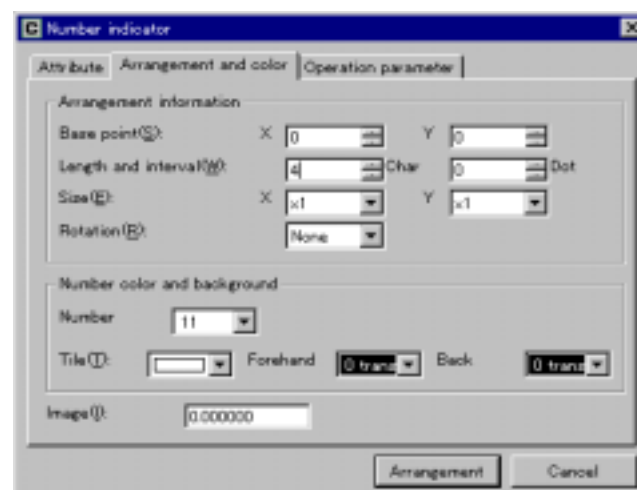 Number indicator
Attribute Arrangement and color Operation parameter
Arrangement information
Base point(S): X 0 Y 0
Length and interval(W): 4 Char 0 Dot
Size(E): X x1 Y x1
Rotation(R): None
Number color and background
Number 11
Tile(T): Forehand 0 trans Back 0 trans
Image(I): 0.000000
Arrangement Cancel